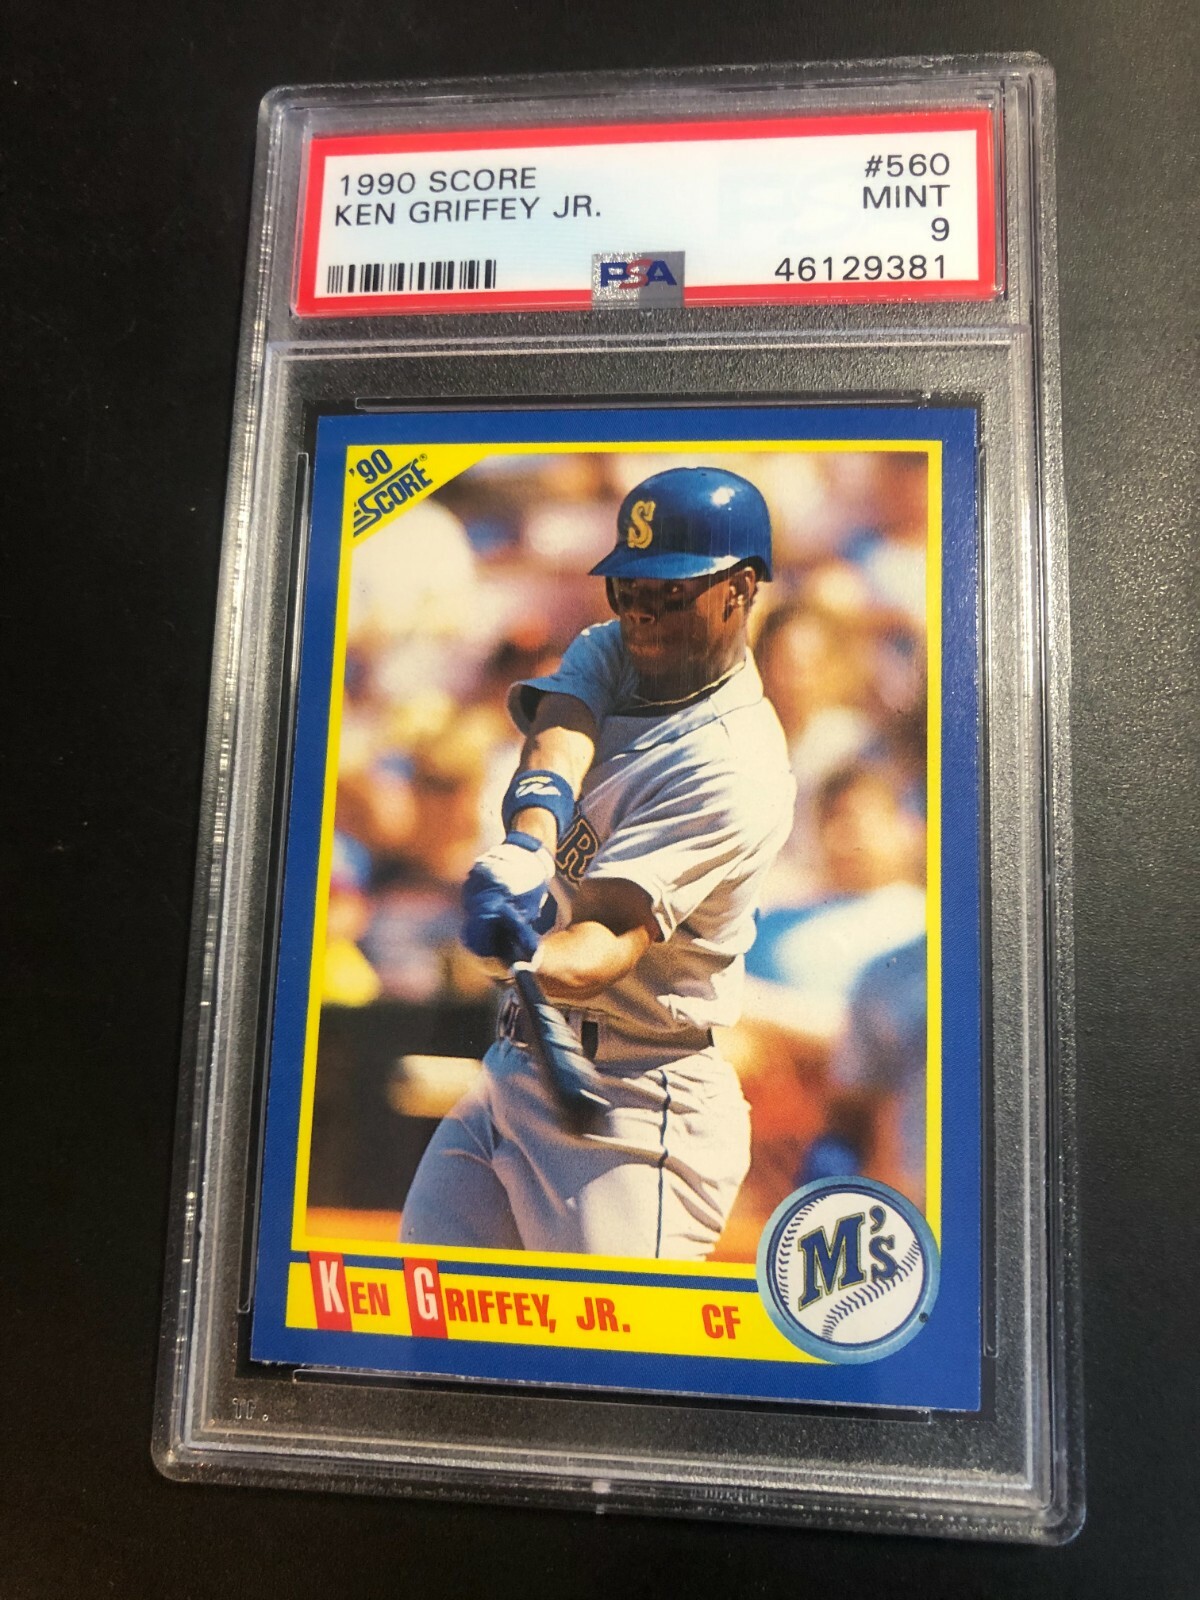 1990 SCORE #560
KEN GRIFFEY JR. MINT
9
PSA 46129381
'90
SCORE®
S
R
M's
KEN GRIFFEY, JR. CF